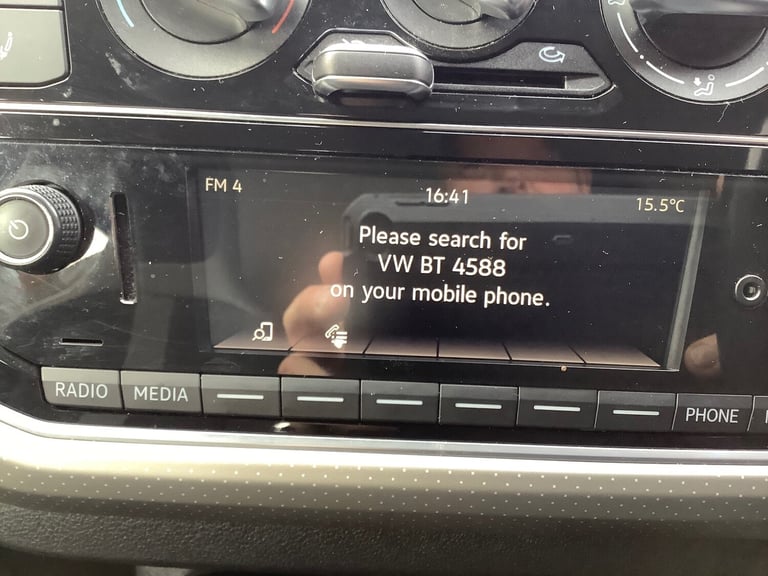 FM 4
16:41
15.5°C
Please search for
VW BT 4588
on your mobile phone.
RADIO
MEDIA
PHONE